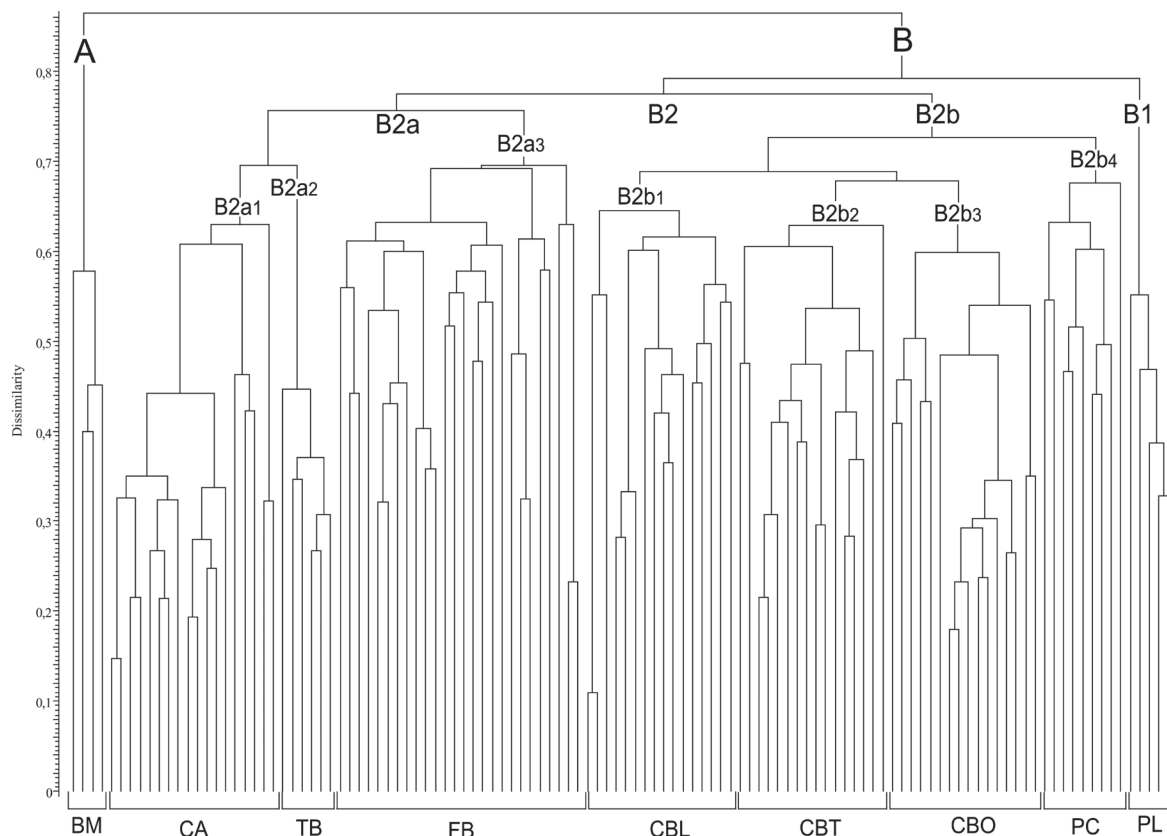 A
B
0,8
B2a
B2
B2b
B1
0,7
B2a3
B2b4
B2a2
B2a1
B2b1
B2b2
B2b3
0,6
0,5
Dissimilarity
0,4
0,3
0,2
0,1
0
BM
CA
TB
EB
CBL
CBT
CBO
PC
PL